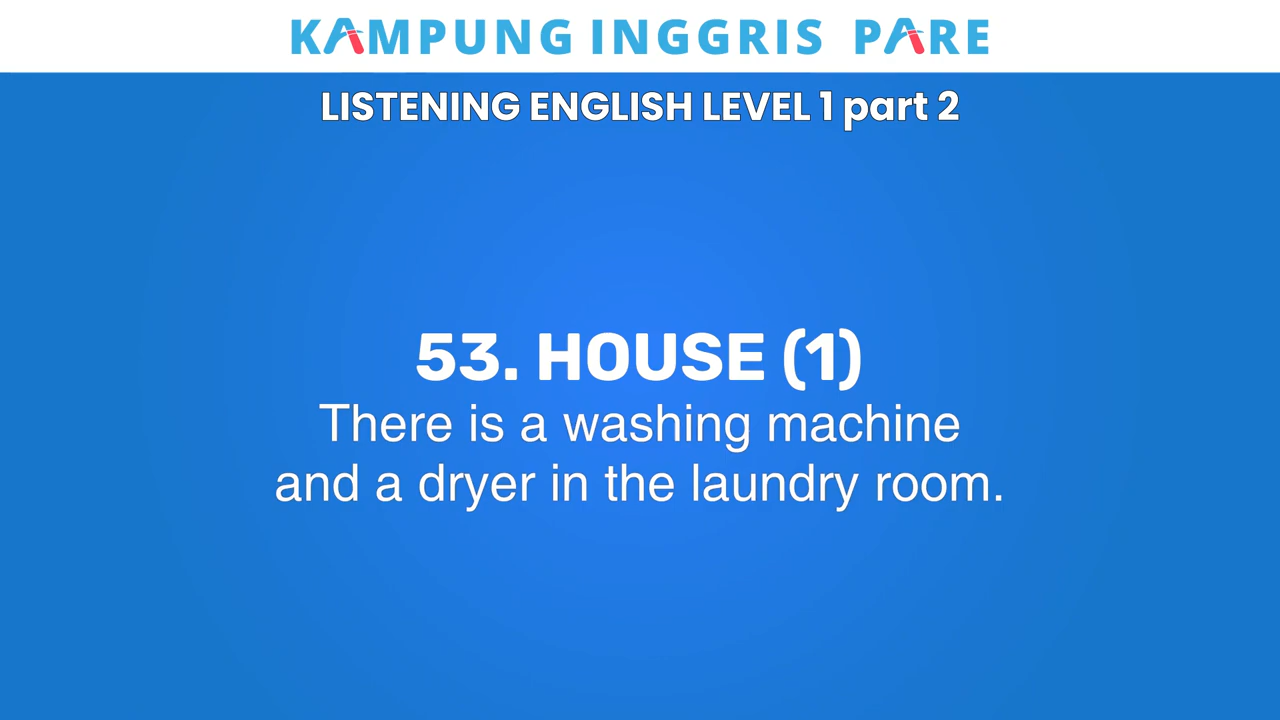 KAMPUNG INGGRIS PARE
LISTENING ENGLISH LEVEL 1 part 2
53. HOUSE (1)
There is a washing machine
and a dryer in the laundry room.